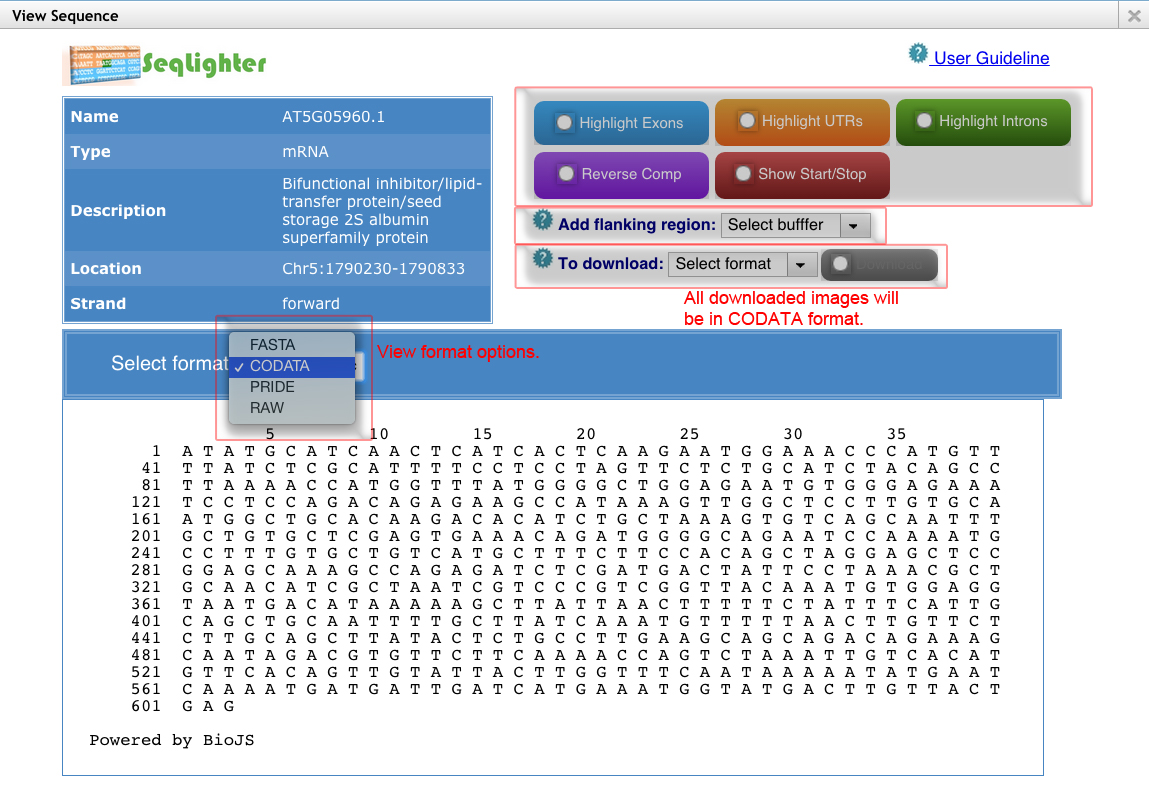 View Sequence
SeqLighter
User Guideline
Name AT5G05960.1
Type mRNA
Description Bifunctional inhibitor/lipid-
transfer protein/seed
storage 2S albumin
superfamily protein
Location Chr5:1790230-1790833
Strand forward
Highlight Exons Highlight UTRs Highlight Introns
Reverse Comp Show Start/Stop
Add flanking region: Select bufffer
To download: Select format Download
All downloaded images will
be in CODATA format.
Select format
FASTA
✓ CODATA
PRIDE
RAW
View format options.
5 10 15 20 25 30 35
1 A T A T G C A T C A A C T C A T C A C T C A A G A A T G G A A A C C C A T G T T
41 T T A T C T C G C A T T T T C C T C C T A G T T C T C T G C A T C T A C A G C C
81 T T A A A A C C A T G G T T T A T G G G G C T G G A G A A T G T G G G A G A A A
121 T C C T C C A G A C A G A G A A G C C A T A A A G T T G G C T C C T T G T G C A
161 A T G G C T G C A C A A G A C A C A T C T G C T A A A G T G T C A G C A A T T T
201 G C T G T G C T C G A G T G A A A C A G A T G G G G C A G A A T C C A A A A T G
241 C C T T T G T G C T G T C A T G C T T T C T T C C A C A G C T A G G A G C T C C
281 G G A G C A A A G C C A G A G A T C T C G A T G A C T A T T C C T A A A C G C T
321 G C A A C A T C G C T A A T C G T C C C G T C G G T T A C A A A T G T G G A G G
361 T A A T G A C A T A A A A A G C T T A T T A A C T T T T T C T A T T T C A T T G
401 C A G C T G C A A T T T T G C T T A T C A A A T G T T T T T A A C T T G T T C T
441 C T T G C A G C T T A T A C T C T G C C T T G A A G C A G C A G A C A G A A A G
481 C A A T A G A C G T G T T C T T C A A A A C C A G T C T A A A T T G T C A C A T
521 G T T C A C A G T T G T A T T A C T T G G T T T C A A T A A A A A T A T G A A T
561 C A A A A T G A T G A T T G A T C A T G A A A T G G T A T G A C T T G T T A C T
601 G A G
Powered by BioJS